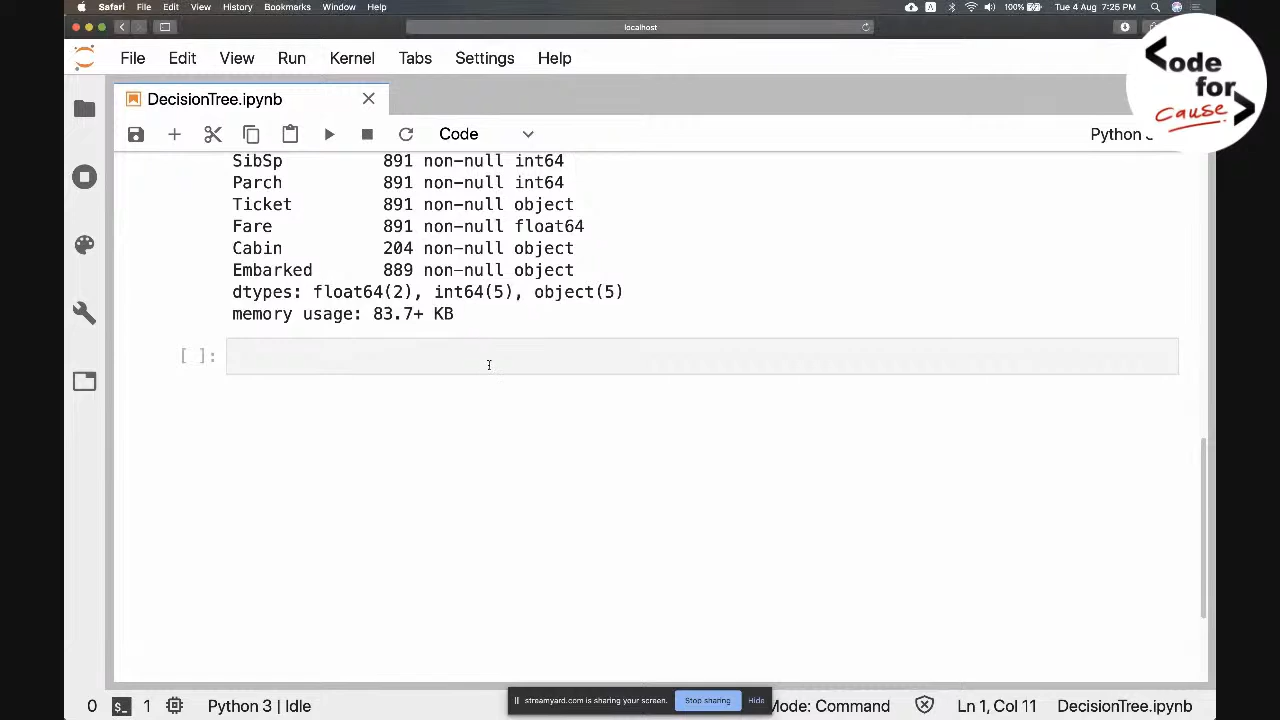 Safari File Edit View History Bookmarks Window Help 100% Tue 4 Aug 7:25 PM
localhost
<ode for cause>
File Edit View Run Kernel Tabs Settings Help
DecisionTree.ipynb
Code Python
SibSp 891 non-null int64
Parch 891 non-null int64
Ticket 891 non-null object
Fare 891 non-null float64
Cabin 204 non-null object
Embarked 889 non-null object
dtypes: float64(2), int64(5), object(5)
memory usage: 83.7+ KB
[ ]:
streamyard.com is sharing your screen. Stop sharing Hide
0 1 Python 3 | Idle Mode: Command Ln 1, Col 11 DecisionTree.ipynb